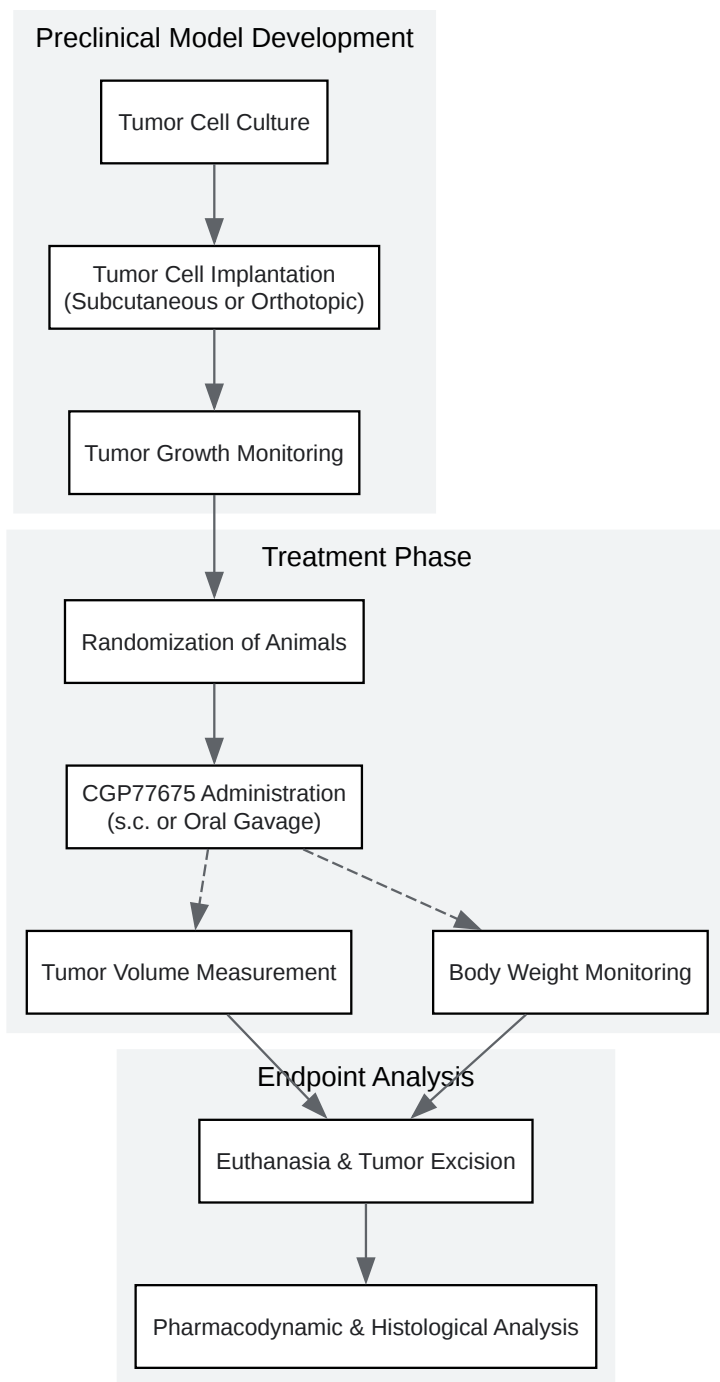 Preclinical Model Development
Tumor Cell Culture
Tumor Cell Implantation
(Subcutaneous or Orthotopic)
Tumor Growth Monitoring
Treatment Phase
Randomization of Animals
CGP77675 Administration
(s.c. or Oral Gavage)
Tumor Volume Measurement
Body Weight Monitoring
Endpoint Analysis
Euthanasia & Tumor Excision
Pharmacodynamic & Histological Analysis